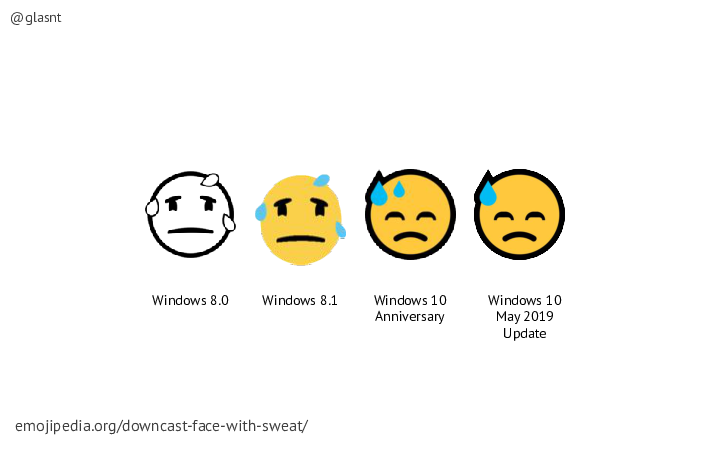 @glasnt
Windows 8.0
Windows 8.1
Windows 10
Anniversary
Windows 10
May 2019
Update
emojipedia.org/downcast-face-with-sweat/